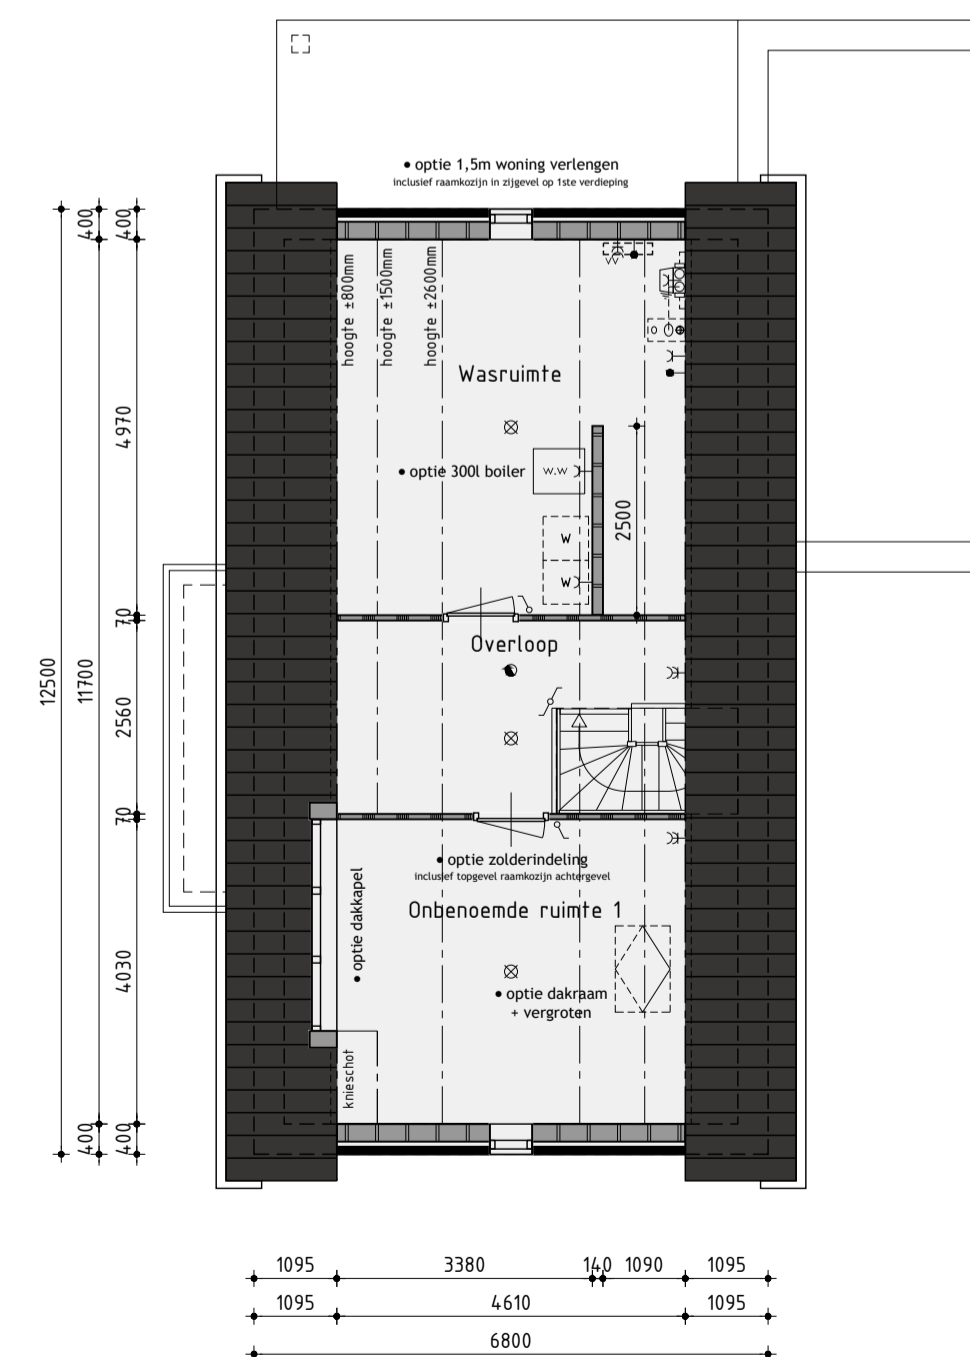 • optie 1,5m woning verlengen
inclusief raamkozijn in zijgevel op 1ste verdieping
400
400
hoogte ±800mm
hoogte ±1500mm
hoogte ±2600mm
Wasruimte
4970
• optie 300l boiler
w.w
2500
w
w
70
Overloop
12500
11700
2560
70
• optie zolderindeling
inclusief topgevel raamkozijn achtergevel
• optie dakkapel
Onbenoemde ruimte 1
4030
• optie dakraam
+ vergroten
knieschot
400
400
1095
3380
140
1090
1095
1095
4610
1095
6800